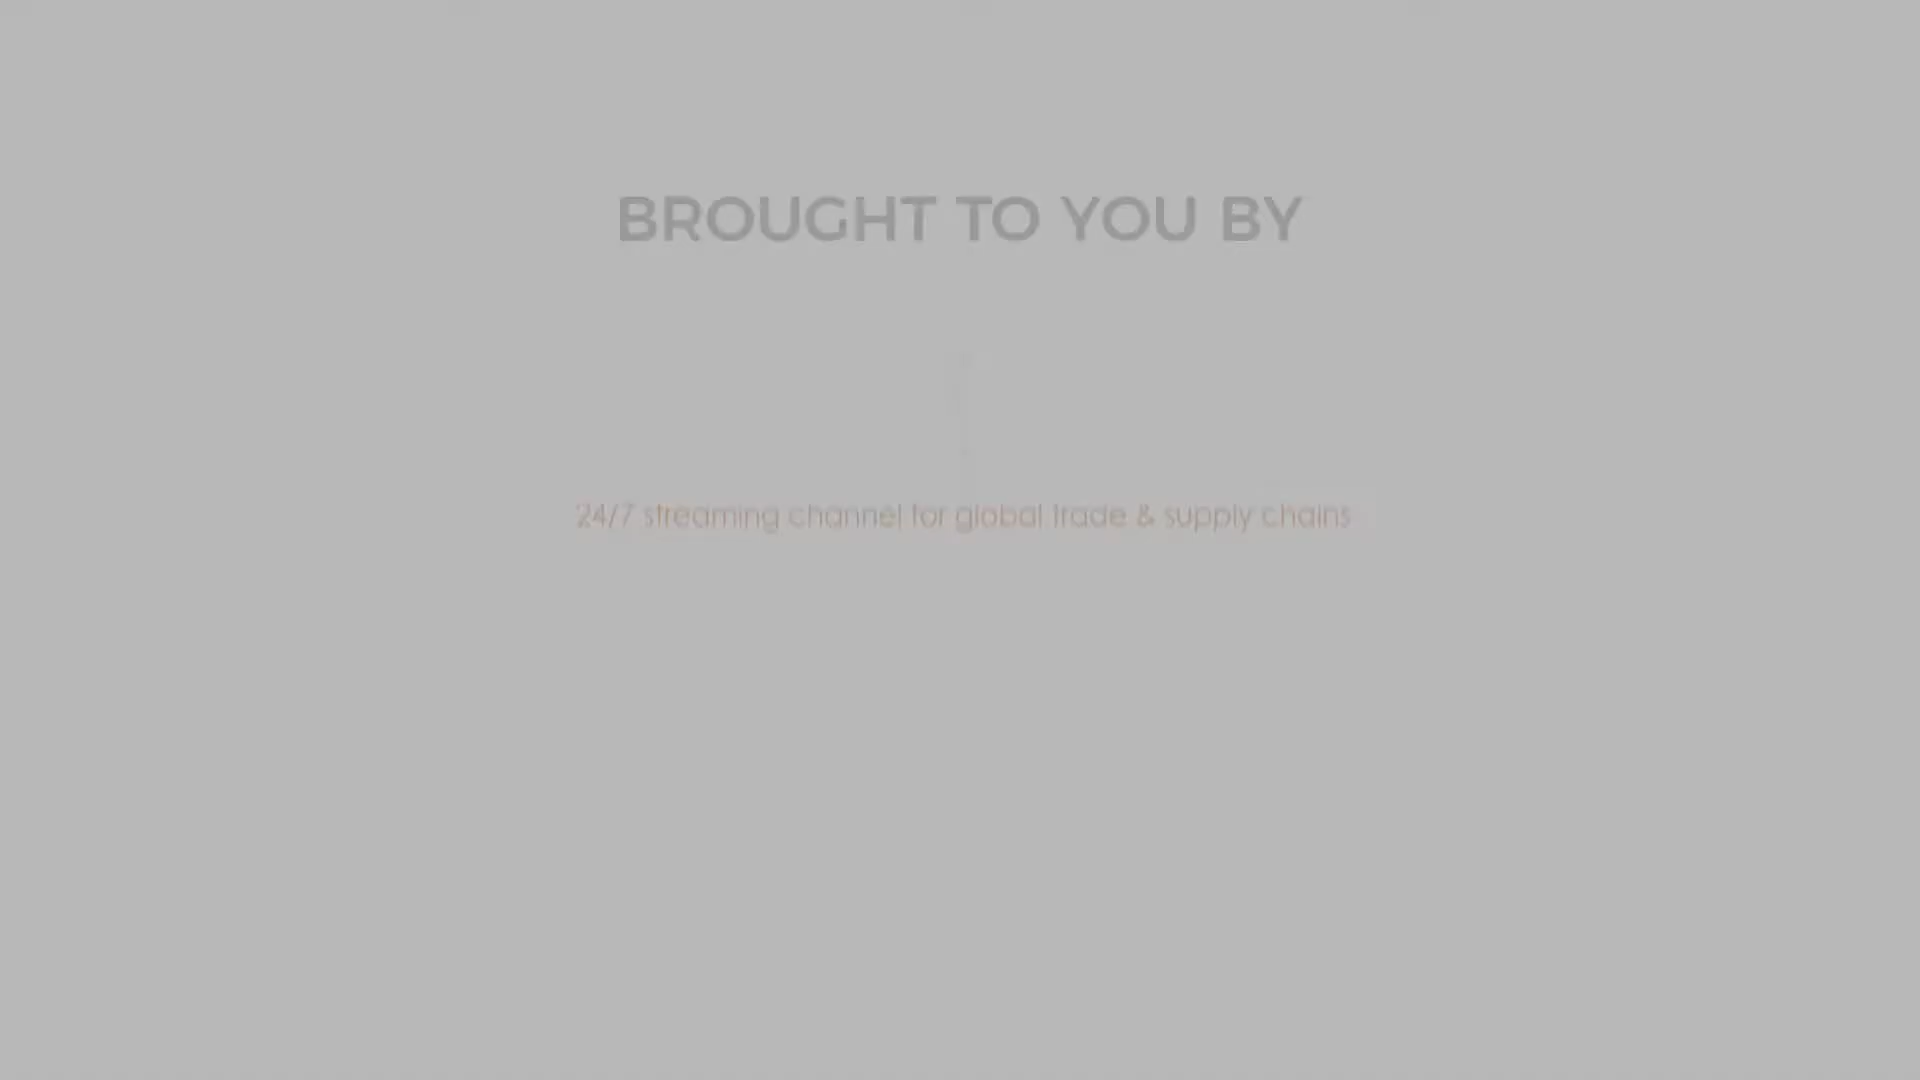 BROUGHT TO YOU BY
24/7 streaming channel for global trade & supply chains